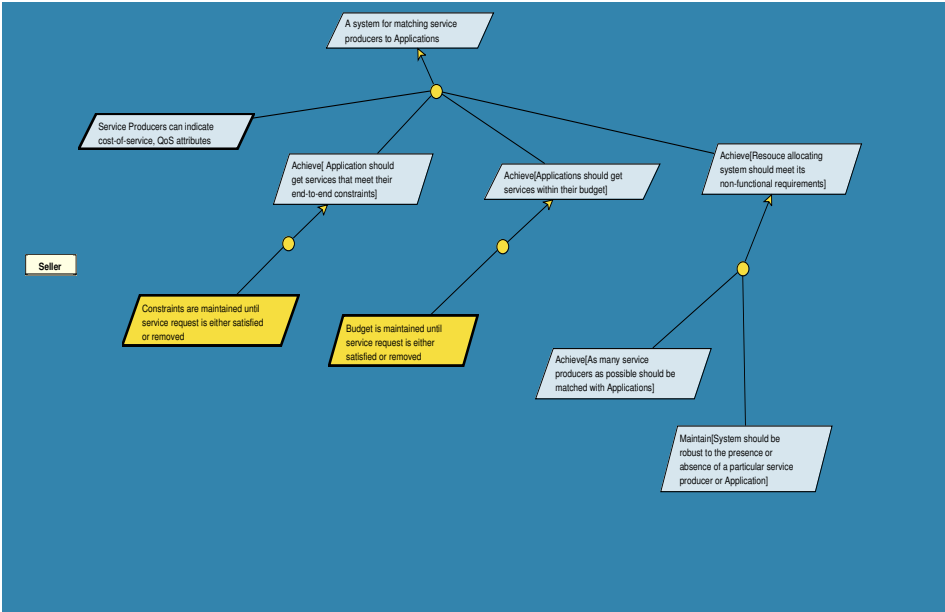 A system for matching service
producers to Applications
Service Producers can indicate
cost-of-service, QoS attributes
Achieve[ Application should
get services that meet their
end-to-end constraints]
Achieve[Applications should get
services within their budget]
Achieve[Resouce allocating
system should meet its
non-functional requirements]
Seller
Constraints are maintained until
service request is either satisfied
or removed
Budget is maintained until
service request is either
satisfied or removed
Achieve[As many service
producers as possible should be
matched with Applications]
Maintain[System should be
robust to the presence or
absence of a particular service
producer or Application]